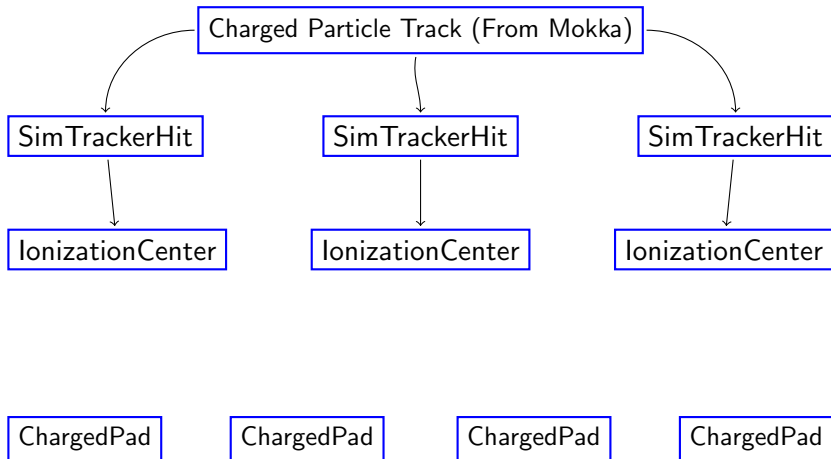 Charged Particle Track (From Mokka)
SimTrackerHit SimTrackerHit SimTrackerHit
IonizationCenter IonizationCenter IonizationCenter
ChargedPad ChargedPad ChargedPad ChargedPad